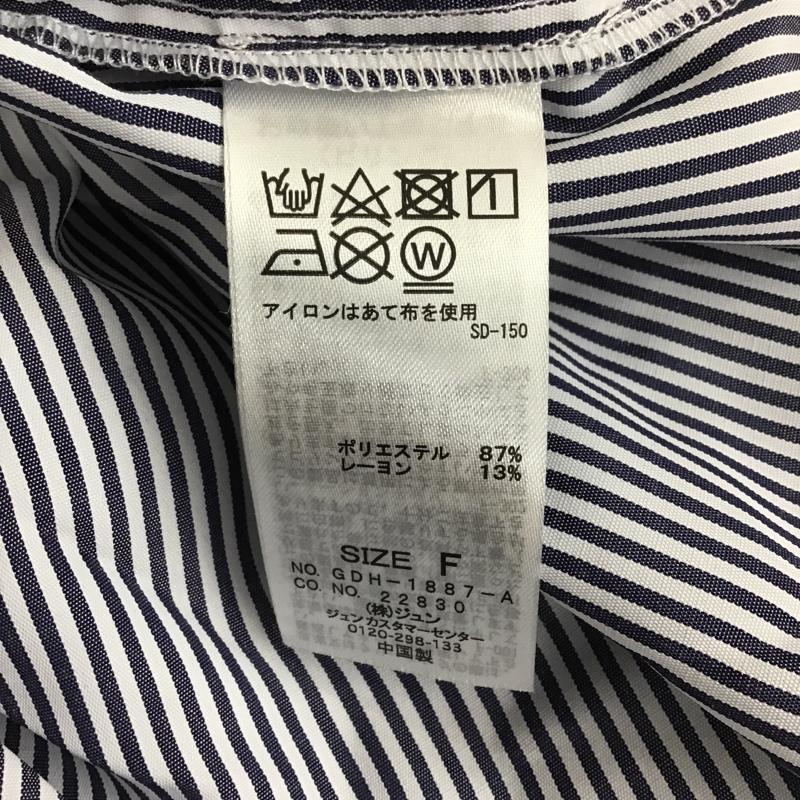 W
アイロンはあて布を使用
SD-150
ポリエステル 87%
レーヨン 13%
SIZE F
NO. GDH-1887-A
CO. NO. 22830
(株)ジュン
ジュンカスタマーセンター
0120-298-133
中国製